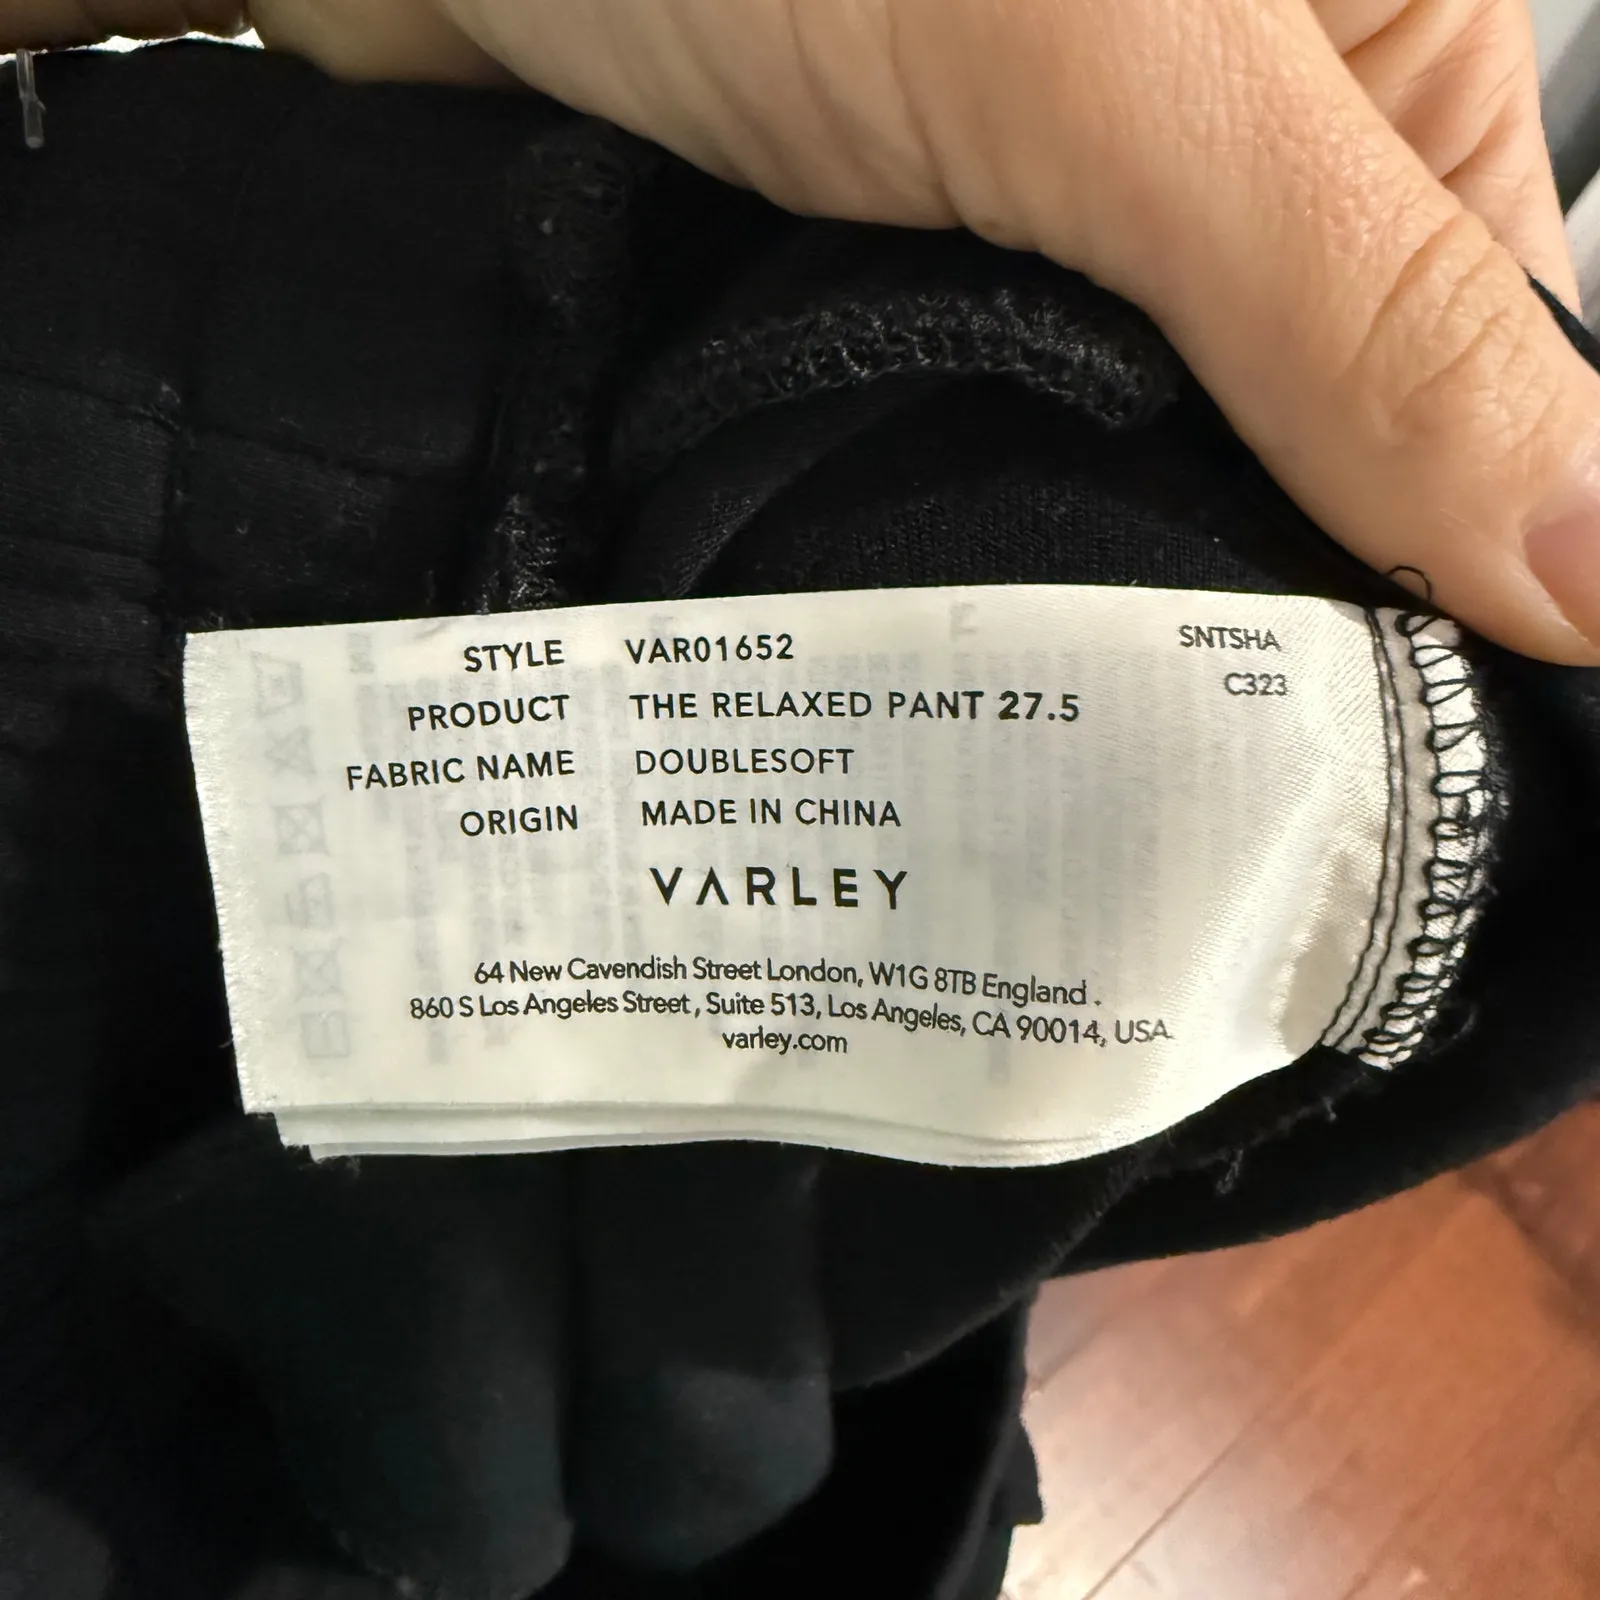 STYLE VAR01652
PRODUCT THE RELAXED PANT 27.5
FABRIC NAME DOUBLESOFT
ORIGIN MADE IN CHINA
SNTSHA
C323
VARLEY
64 New Cavendish Street London, W1G 8TB England .
860 S Los Angeles Street, Suite 513, Los Angeles, CA 90014, USA
varley.com